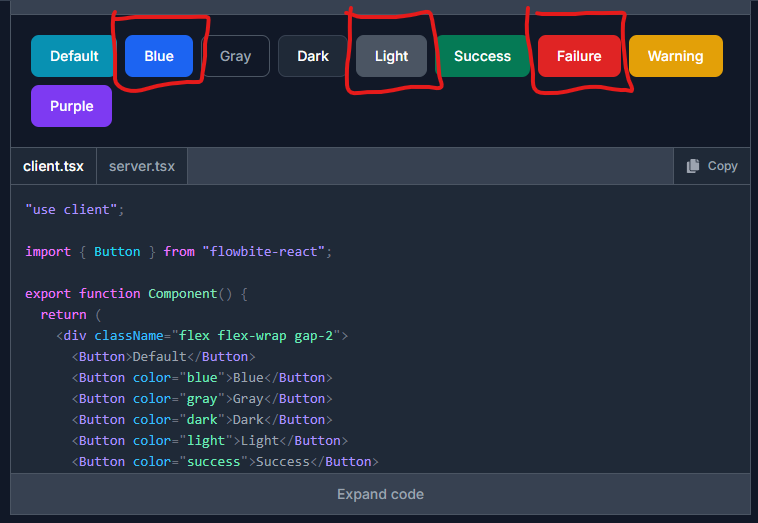 Default Blue Gray Dark Light Success Failure Warning
Purple
client.tsx server.tsx Copy
"use client";
import { Button } from "flowbite-react";
export function Component() {
return (
<div className="flex flex-wrap gap-2">
<Button>Default</Button>
<Button color="blue">Blue</Button>
<Button color="gray">Gray</Button>
<Button color="dark">Dark</Button>
<Button color="light">Light</Button>
<Button color="success">Success</Button>
Expand code